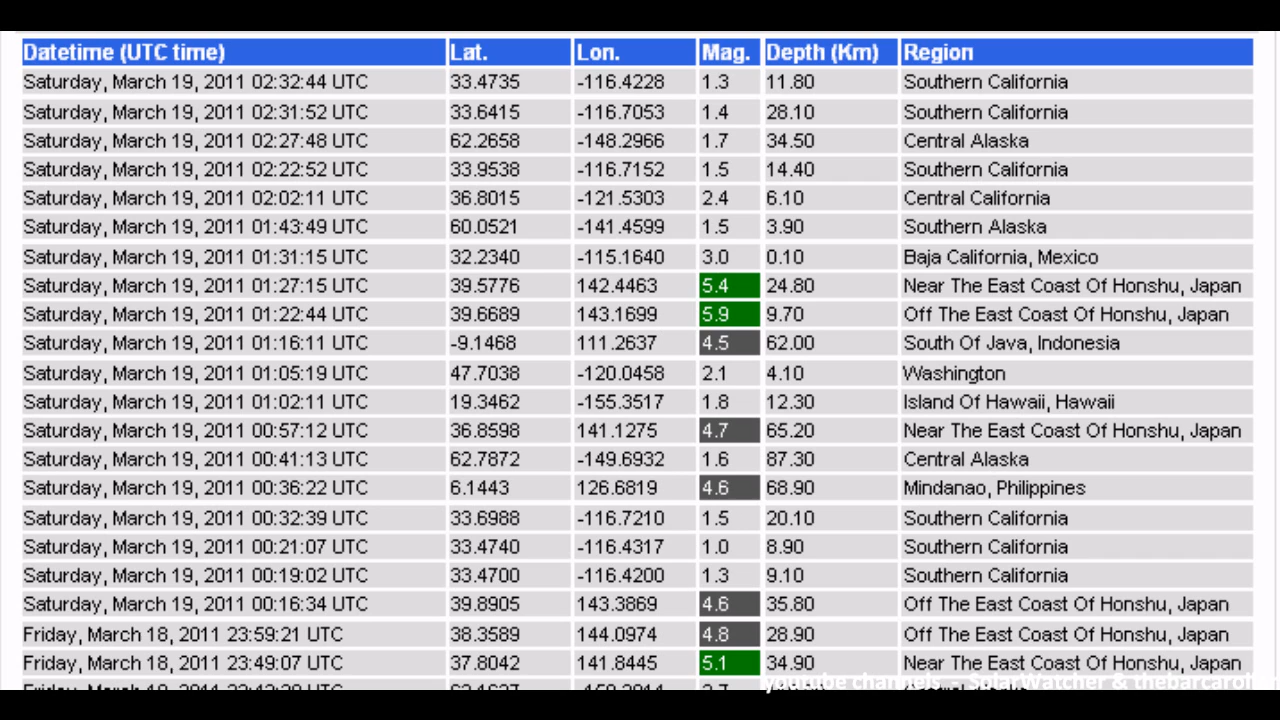 Datetime (UTC time) Lat. Lon. Mag. Depth (Km) Region
Saturday, March 19, 2011 02:32:44 UTC 33.4735 -116.4228 1.3 11.80 Southern California
Saturday, March 19, 2011 02:31:52 UTC 33.6415 -116.7053 1.4 28.10 Southern California
Saturday, March 19, 2011 02:27:48 UTC 62.2658 -148.2966 1.7 34.50 Central Alaska
Saturday, March 19, 2011 02:22:52 UTC 33.9538 -116.7152 1.5 14.40 Southern California
Saturday, March 19, 2011 02:02:11 UTC 36.8015 -121.5303 2.4 6.10 Central California
Saturday, March 19, 2011 01:43:49 UTC 60.0521 -141.4599 1.5 3.90 Southern Alaska
Saturday, March 19, 2011 01:31:15 UTC 32.2340 -115.1640 3.0 0.10 Baja California, Mexico
Saturday, March 19, 2011 01:27:15 UTC 39.5776 142.4463 5.4 24.80 Near The East Coast Of Honshu, Japan
Saturday, March 19, 2011 01:22:44 UTC 39.6689 143.1699 5.9 9.70 Off The East Coast Of Honshu, Japan
Saturday, March 19, 2011 01:16:11 UTC -9.1468 111.2637 4.5 62.00 South Of Java, Indonesia
Saturday, March 19, 2011 01:05:19 UTC 47.7038 -120.0458 2.1 4.10 Washington
Saturday, March 19, 2011 01:02:11 UTC 19.3462 -155.3517 1.8 12.30 Island Of Hawaii, Hawaii
Saturday, March 19, 2011 00:57:12 UTC 36.8598 141.1275 4.7 65.20 Near The East Coast Of Honshu, Japan
Saturday, March 19, 2011 00:41:13 UTC 62.7872 -149.6932 1.6 87.30 Central Alaska
Saturday, March 19, 2011 00:36:22 UTC 6.1443 126.6819 4.6 68.90 Mindanao, Philippines
Saturday, March 19, 2011 00:32:39 UTC 33.6988 -116.7210 1.5 20.10 Southern California
Saturday, March 19, 2011 00:21:07 UTC 33.4740 -116.4317 1.0 8.90 Southern California
Saturday, March 19, 2011 00:19:02 UTC 33.4700 -116.4200 1.3 9.10 Southern California
Saturday, March 19, 2011 00:16:34 UTC 39.8905 143.3869 4.6 35.80 Off The East Coast Of Honshu, Japan
Friday, March 18, 2011 23:59:21 UTC 38.3589 144.0974 4.8 28.90 Off The East Coast Of Honshu, Japan
Friday, March 18, 2011 23:49:07 UTC 37.8042 141.8445 5.1 34.90 Near The East Coast Of Honshu, Japan
youtube channels - SolarWatcher &